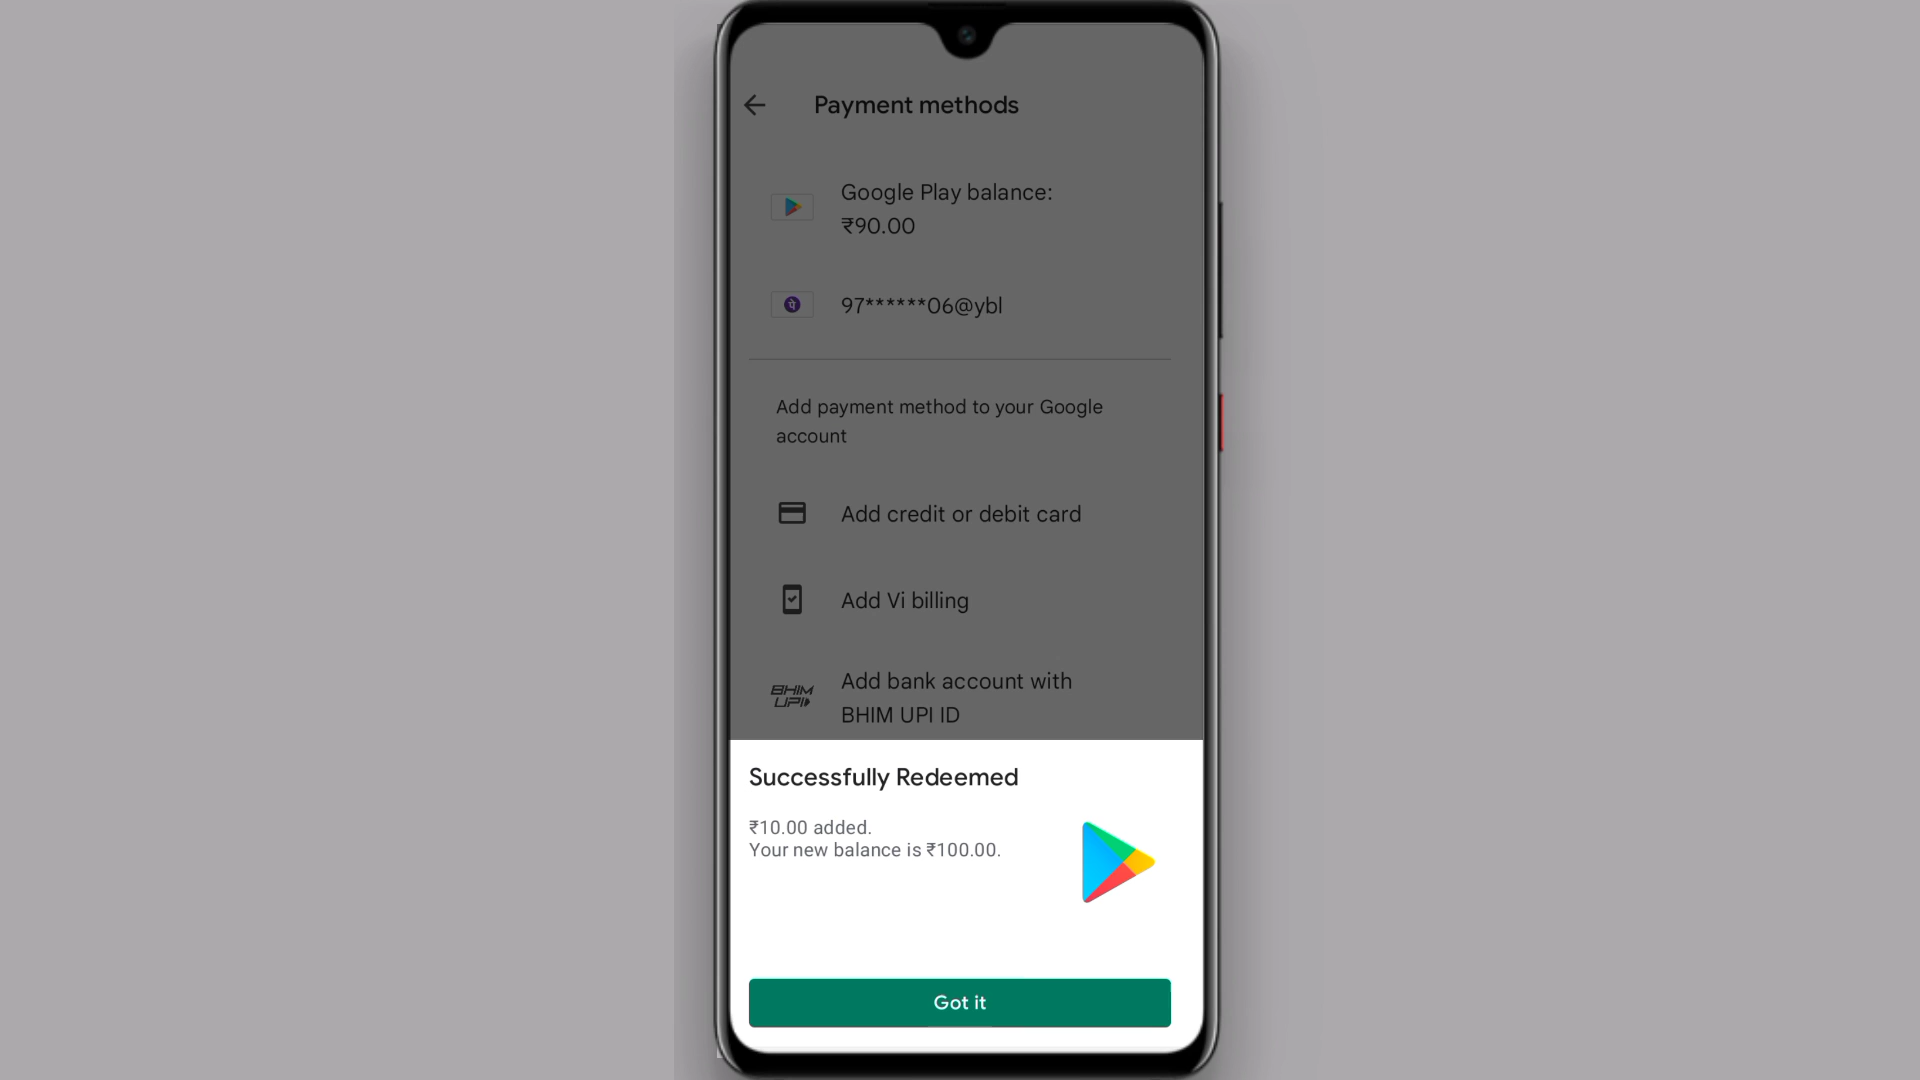 Payment methods
Google Play balance:
₹90.00
97******06@ybl
Add payment method to your Google
account
Add credit or debit card
Add Vi billing
BHIM
UPI
Add bank account with
BHIM UPI ID
Successfully Redeemed
₹10.00 added.
Your new balance is ₹100.00.
Got it